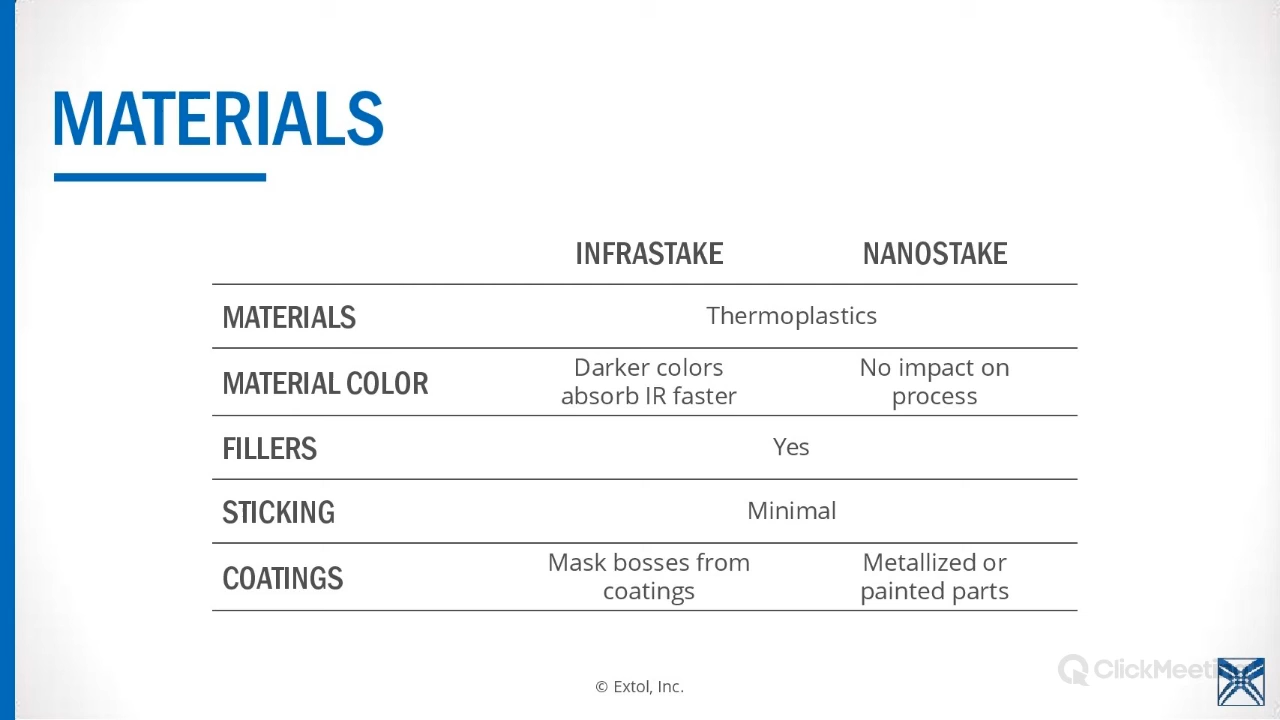 MATERIALS
INFRASTAKE NANOSTAKE
MATERIALS Thermoplastics
MATERIAL COLOR
Darker colors
absorb IR faster
No impact on
process
FILLERS Yes
STICKING Minimal
COATINGS
Mask bosses from
coatings
Metallized or
painted parts
© Extol, Inc.